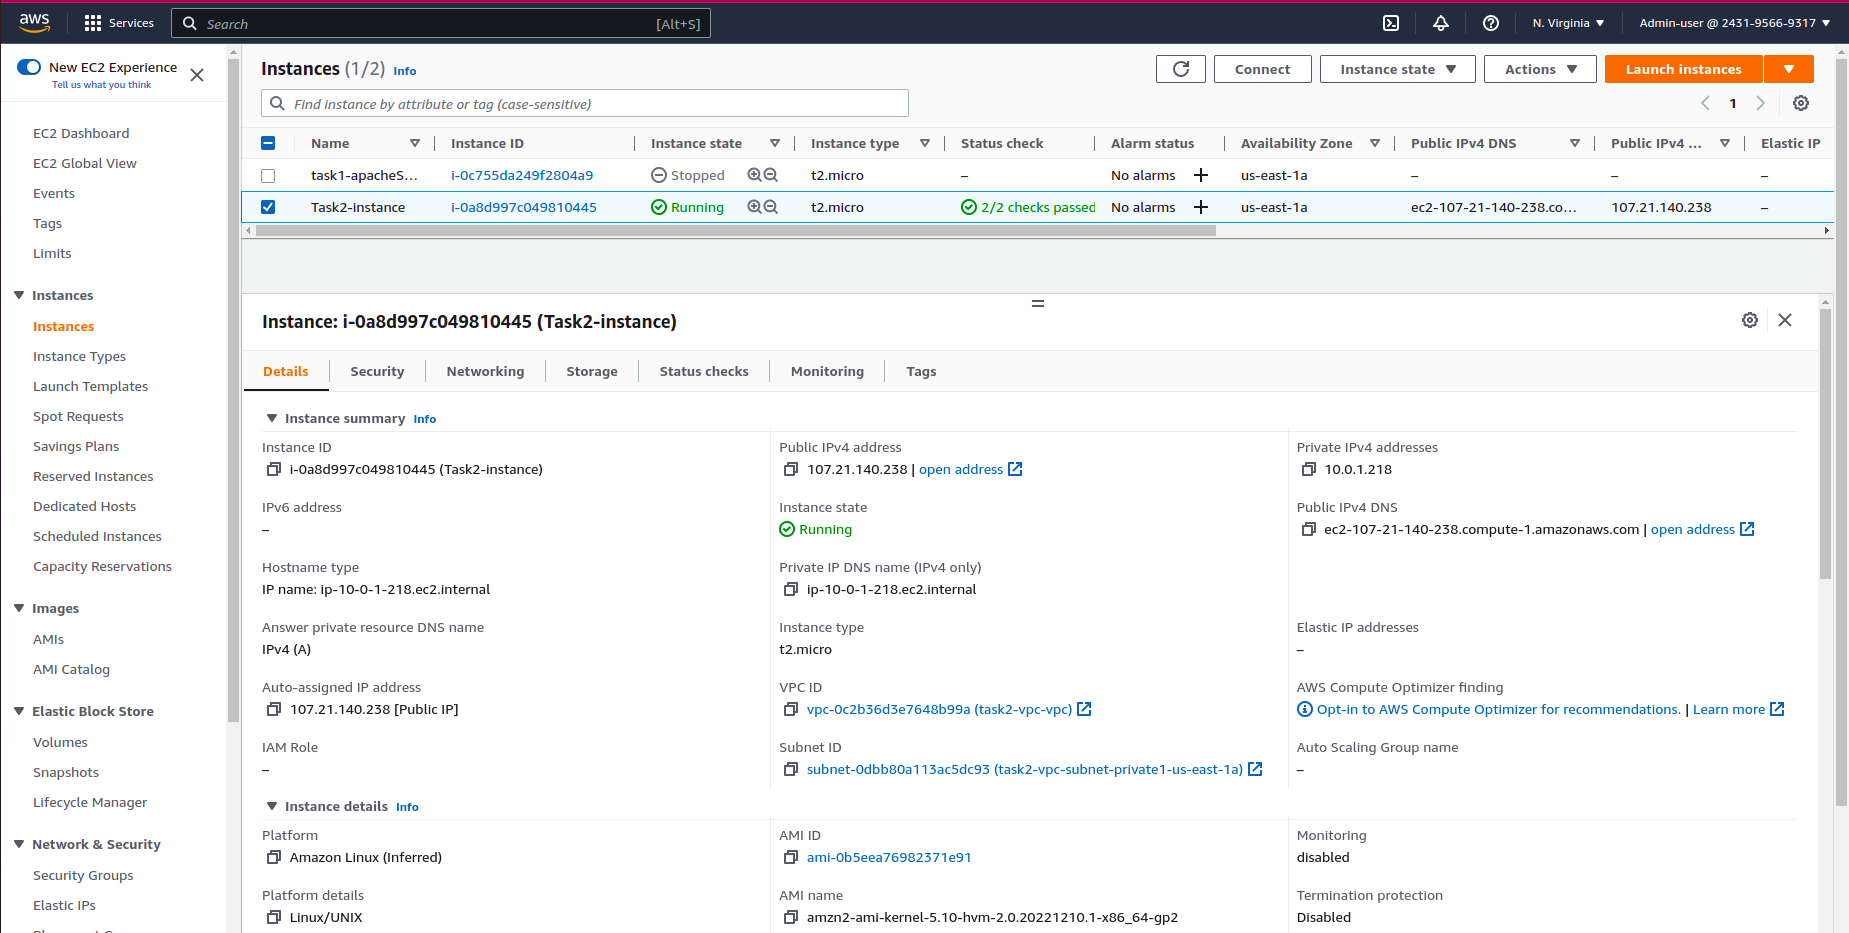 aws Services Search [Alt+S] N. Virginia Admin-user @ 2431-9566-9317
New EC2 Experience
Tell us what you think
EC2 Dashboard
EC2 Global View
Events
Tags
Limits
Instances
Instances
Instance Types
Launch Templates
Spot Requests
Savings Plans
Reserved Instances
Dedicated Hosts
Scheduled Instances
Capacity Reservations
Images
AMIs
AMI Catalog
Elastic Block Store
Volumes
Snapshots
Lifecycle Manager
Network & Security
Security Groups
Elastic IPs
Instances (1/2) Info Connect Instance state Actions Launch instances
Find instance by attribute or tag (case-sensitive) 1
Name Instance ID Instance state Instance type Status check Alarm status Availability Zone Public IPv4 DNS Public IPv4 ... Elastic IP
task1-apacheS... i-0c755da249f2804a9 Stopped t2.micro – No alarms + us-east-1a – – –
Task2-instance i-0a8d997c049810445 Running t2.micro 2/2 checks passed No alarms + us-east-1a ec2-107-21-140-238.co... 107.21.140.238 –
Instance: i-0a8d997c049810445 (Task2-instance)
Details Security Networking Storage Status checks Monitoring Tags
Instance summary Info
Instance ID Public IPv4 address Private IPv4 addresses
i-0a8d997c049810445 (Task2-instance) 107.21.140.238 | open address 10.0.1.218
IPv6 address Instance state Public IPv4 DNS
– Running ec2-107-21-140-238.compute-1.amazonaws.com | open address
Hostname type Private IP DNS name (IPv4 only)
IP name: ip-10-0-1-218.ec2.internal ip-10-0-1-218.ec2.internal
Answer private resource DNS name Instance type Elastic IP addresses
IPv4 (A) t2.micro –
Auto-assigned IP address VPC ID AWS Compute Optimizer finding
107.21.140.238 [Public IP] vpc-0c2b36d3e7648b99a (task2-vpc-vpc) Opt-in to AWS Compute Optimizer for recommendations. | Learn more
IAM Role Subnet ID Auto Scaling Group name
– subnet-0dbb80a113ac5dc93 (task2-vpc-subnet-private1-us-east-1a) –
Instance details Info
Platform AMI ID Monitoring
Amazon Linux (Inferred) ami-0b5eea76982371e91 disabled
Platform details AMI name Termination protection
Linux/UNIX amzn2-ami-kernel-5.10-hvm-2.0.20221210.1-x86_64-gp2 Disabled